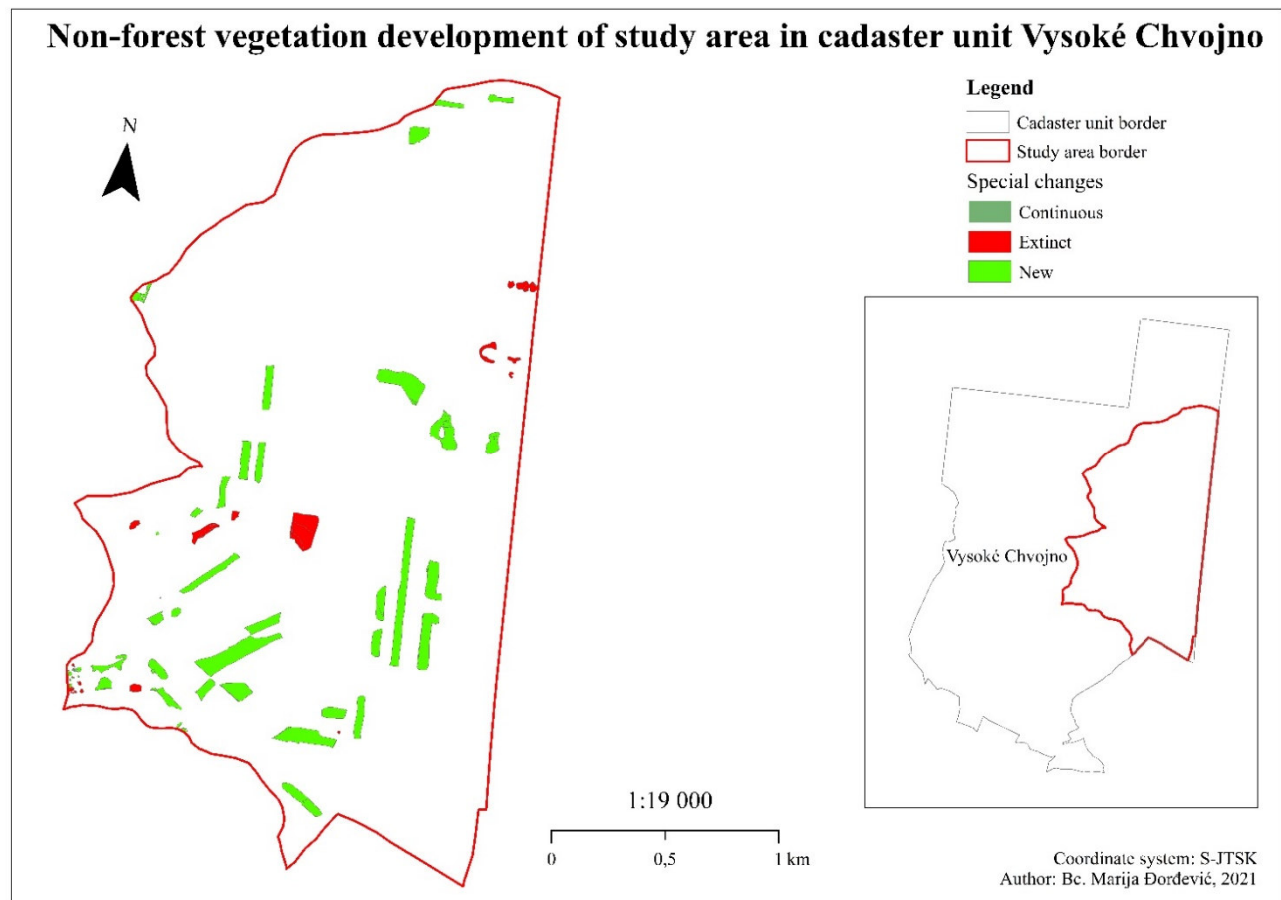 Non-forest vegetation development of study area in cadaster unit Vysoké Chvojno
N
Legend
Cadaster unit border
Study area border
Special changes
Continuous
Extinct
New
Vysoké Chvojno
1:19 000
0 0,5 1 km
Coordinate system: S-JTSK
Author: Bc. Marija Đorđević, 2021